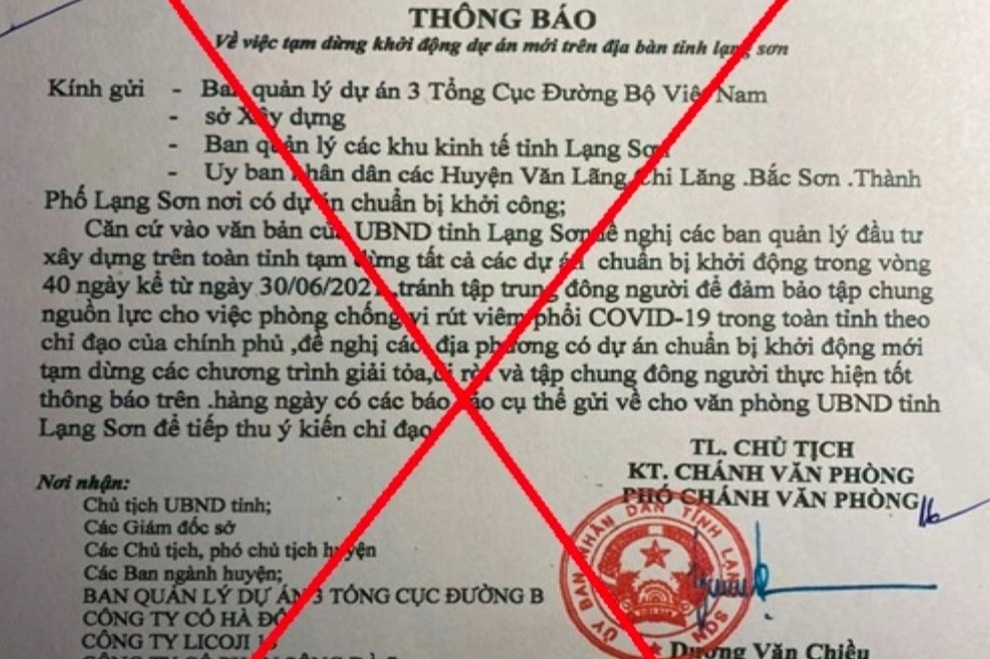 THÔNG BÁO
Về việc tạm dừng khởi động dự án mới trên địa bàn tỉnh lạng sơn
Kính gửi - Ban quản lý dự án 3 Tổng Cục Đường Bộ Việt Nam
- sở Xây dựng
- Ban quản lý các khu kinh tế tỉnh Lạng Sơn
- Uy ban nhân dân các Huyện Văn Lãng Chi Lăng .Bắc Sơn .Thành
Phố Lạng Sơn nơi có dự án chuẩn bị khởi công;
Căn cứ vào văn bản của UBND tỉnh Lạng Sơn đề nghị các ban quản lý đầu tư
xây dựng trên toàn tỉnh tạm dừng tất cả các dự án chuẩn bị khởi động trong vòng
40 ngày kể từ ngày 30/06/202 ,tránh tập trung đông người để đảm bảo tập chung
nguồn lực cho việc phòng chống vi rút viêm phổi COVID-19 trong toàn tỉnh theo
chỉ đạo của chính phủ ,đề nghị các địa phương có dự án chuẩn bị khởi động mới
tạm dừng các chương trình giải tỏa,di rời và tập chung đông người thực hiện tốt
thông báo trên .hàng ngày có các báo cáo cụ thể gửi về cho văn phòng UBND tỉnh
Lạng Sơn để tiếp thu ý kiến chỉ đạo
TL. CHỦ TỊCH
KT. CHÁNH VĂN PHÒNG
PHÓ CHÁNH VĂN PHÒNG
Nơi nhận:
Chủ tịch UBND tỉnh;
Các Giám đốc sở
Các Chủ tịch, phó chủ tịch huyện
Các Ban ngành huyện;
BAN QUẢN LÝ DỰ ÁN 3 TỔNG CỤC ĐƯỜNG B
CÔNG TY CỔ HÀ ĐÔ
CÔNG TY LICOJI
ỦY BAN NHÂN DÂN TỈNH LẠNG SƠN
Dương Văn Chiều